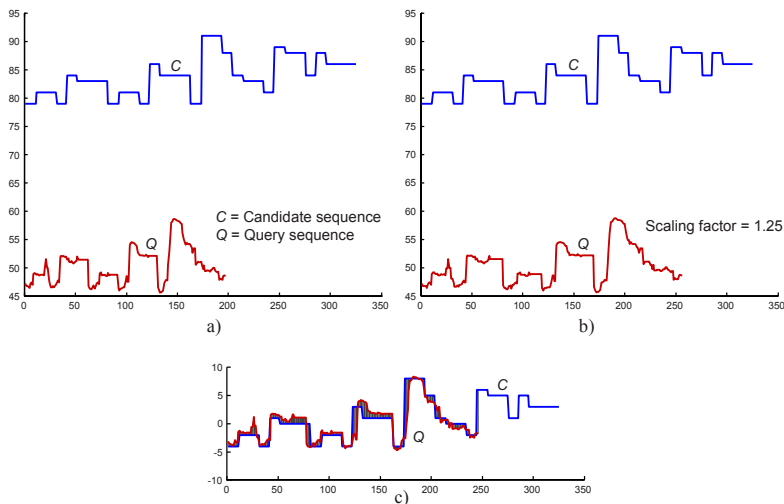 95
90
85
80
75
70
65
60
55
50
45
0 50 100 150 200 250 300 350
C
Q
C = Candidate sequence
Q = Query sequence
a)
95
90
85
80
75
70
65
60
55
50
45
0 50 100 150 200 250 300 350
C
Q
Scaling factor = 1.25
b)
10
5
0
-5
-10
0 50 100 150 200 250 300 350
C
Q
c)